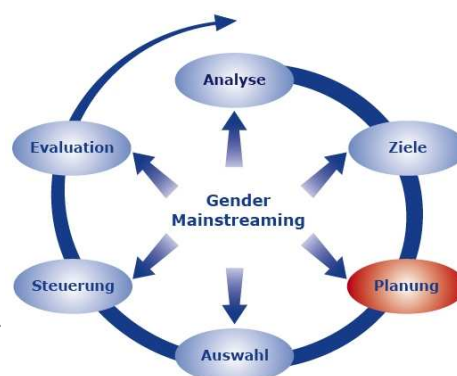 Analyse
Evaluation
Ziele
Gender
Mainstreaming
Steuerung
Planung
Auswahl